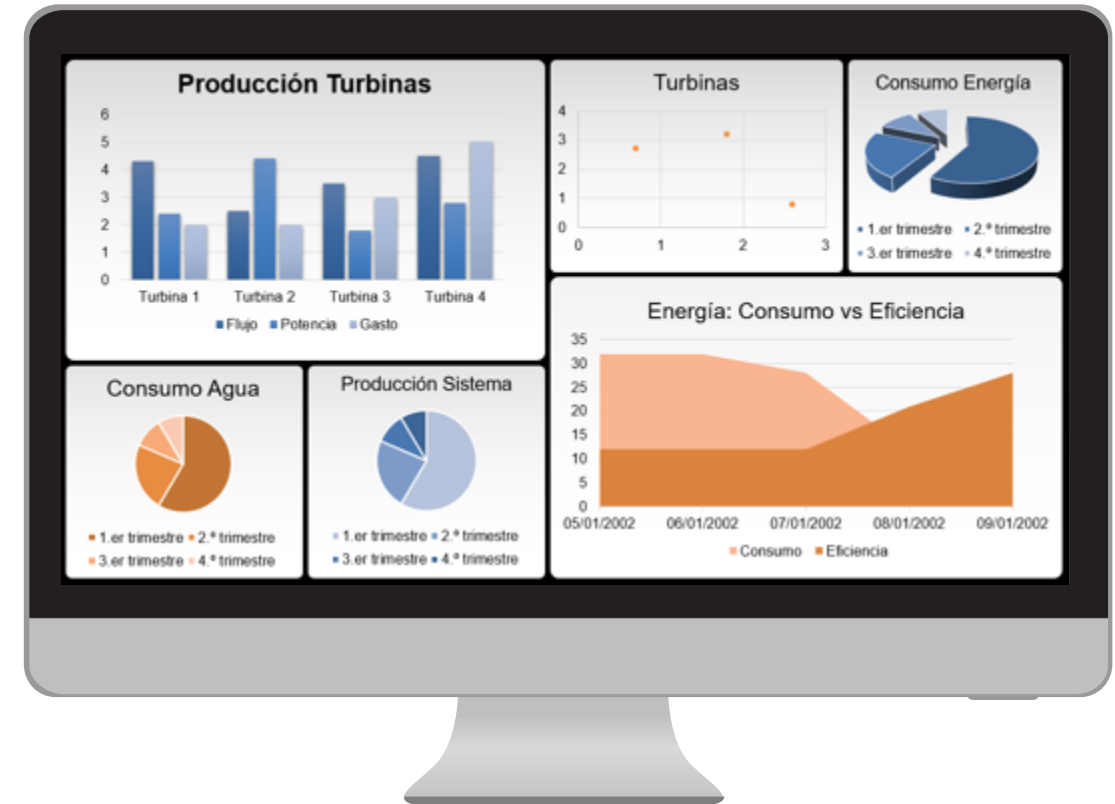 Producción Turbinas
6
5
4
3
2
1
0
Turbina 1 Turbina 2 Turbina 3 Turbina 4
Flujo Potencia Gasto
Turbinas
4
3
2
1
0
0 1 2 3
Consumo Energía
1.er trimestre 2.º trimestre
3.er trimestre 4.º trimestre
Consumo Agua
1.er trimestre 2.º trimestre
3.er trimestre 4.º trimestre
Producción Sistema
1.er trimestre 2.º trimestre
3.er trimestre 4.º trimestre
Energía: Consumo vs Eficiencia
35
30
25
20
15
10
5
0
05/01/2002 06/01/2002 07/01/2002 08/01/2002 09/01/2002
Consumo Eficiencia